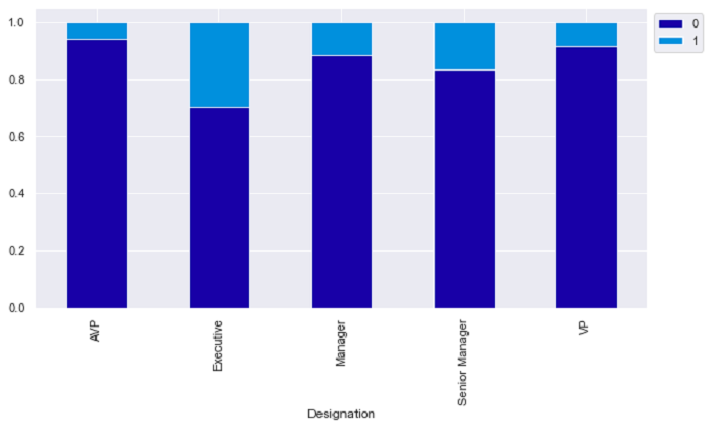 1.0
0.8
0.6
0.4
0.2
0.0
0
1
AVP
Executive
Manager
Senior Manager
VP
Designation